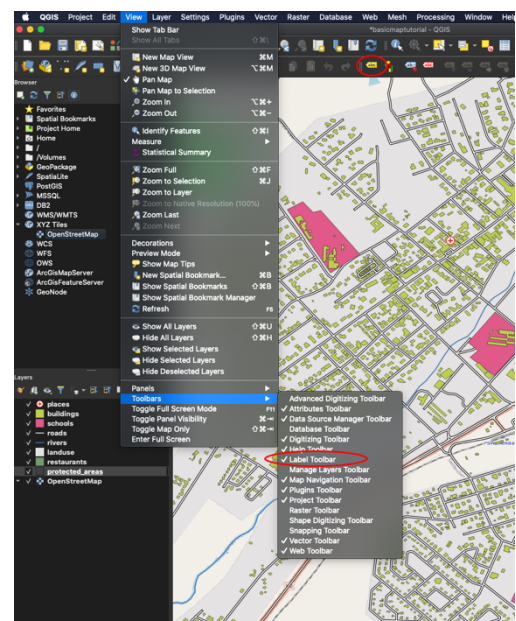 QGIS Project Edit View Layer Settings Plugins Vector Raster Database Web Mesh Processing Window Help
*basicmaptutorial - QGIS
Show Tab Bar
Show All Tabs ⇧⌘\
New Map View ⌘M
New 3D Map View ⌥⌘M
✓ Pan Map
Pan Map to Selection
Zoom In ⌥⌘+
Zoom Out ⌥⌘-
Identify Features ⇧⌘I
Measure
Statistical Summary
Zoom Full ⇧⌘F
Zoom to Selection ⌘J
Zoom to Layer
Zoom to Native Resolution (100%)
Zoom Last
Zoom Next
Decorations
Preview Mode
Show Map Tips
New Spatial Bookmark... ⌘B
Show Spatial Bookmarks ⇧⌘B
Show Spatial Bookmark Manager
Refresh F5
Show All Layers ⇧⌘U
Hide All Layers ⇧⌘H
Show Selected Layers
Hide Selected Layers
Hide Deselected Layers
Panels
Toolbars
Toggle Full Screen Mode F11
Toggle Panel Visibility
Toggle Map Only
Enter Full Screen
Browser
Favorites
Spatial Bookmarks
Project Home
Home
/
/Volumes
GeoPackage
SpatiaLite
PostGIS
MSSQL
DB2
WMS/WMTS
XYZ Tiles
OpenStreetMap
WCS
WFS
OWS
ArcGisMapServer
ArcGisFeatureServer
GeoNode
Layers
✓ places
✓ buildings
✓ schools
✓ roads
✓ rivers
✓ landuse
✓ restaurants
✓ protected_areas
✓ OpenStreetMap
Advanced Digitizing Toolbar
✓ Attributes Toolbar
✓ Data Source Manager Toolbar
Database Toolbar
✓ Digitizing Toolbar
✓ Help Toolbar
✓ Label Toolbar
Manage Layers Toolbar
✓ Map Navigation Toolbar
✓ Plugins Toolbar
✓ Project Toolbar
Raster Toolbar
Shape Digitizing Toolbar
Snapping Toolbar
✓ Vector Toolbar
✓ Web Toolbar